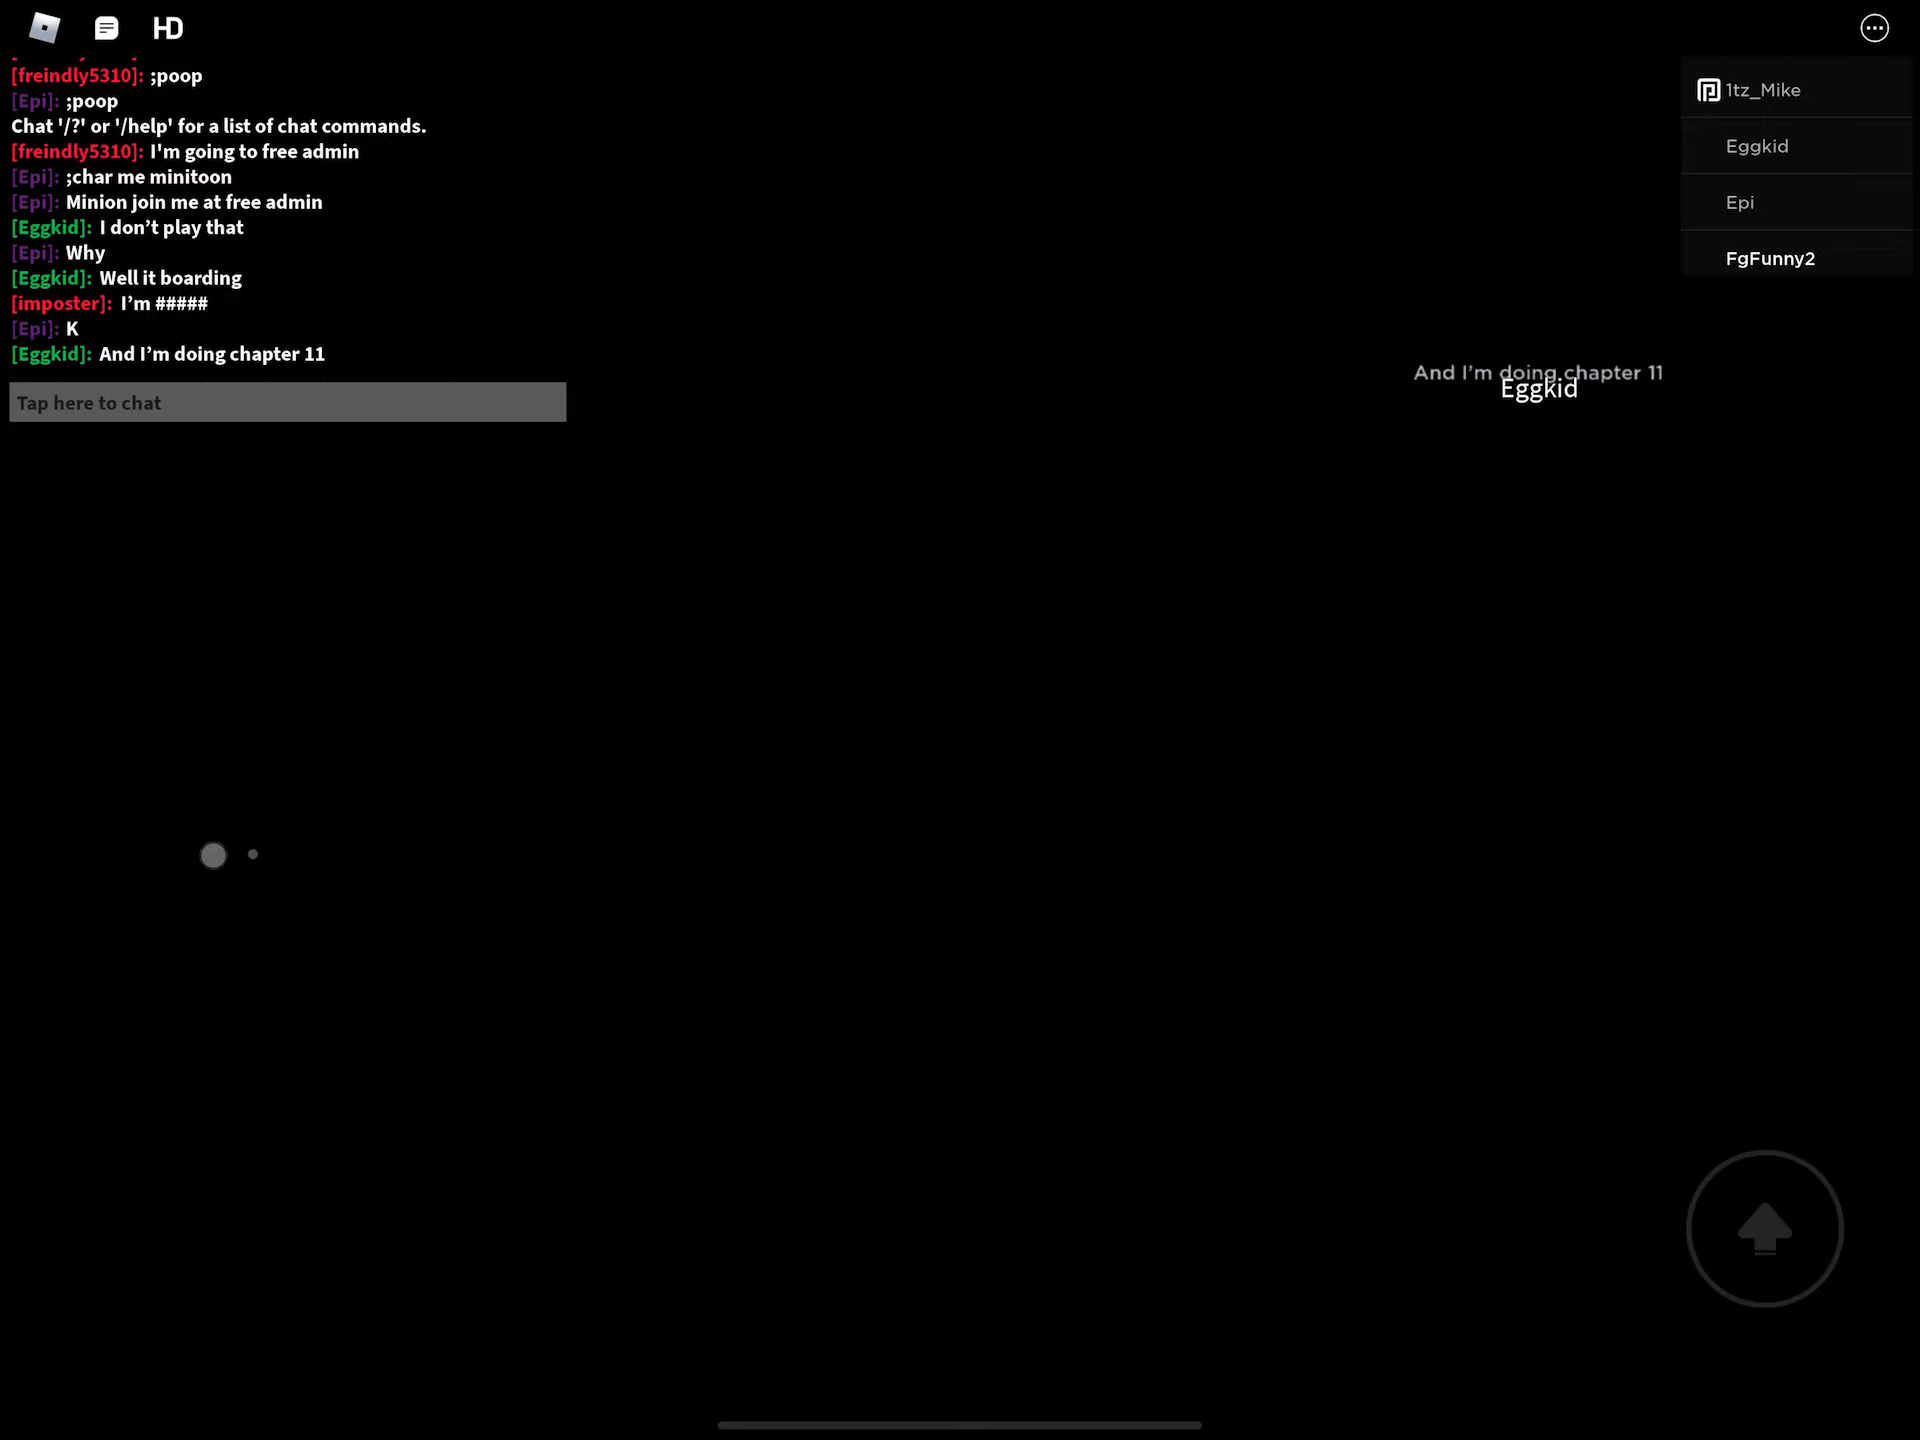 HD
[freindly5310]: ;poop
[Epi]: ;poop
Chat '/?' or '/help' for a list of chat commands.
[freindly5310]: I'm going to free admin
[Epi]: ;char me minitoon
[Epi]: Minion join me at free admin
[Eggkid]: I don’t play that
[Epi]: Why
[Eggkid]: Well it boarding
[imposter]: I’m #####
[Epi]: K
[Eggkid]: And I’m doing chapter 11
Tap here to chat
1tz_Mike
Eggkid
Epi
FgFunny2
And I’m doing chapter 11
Eggkid